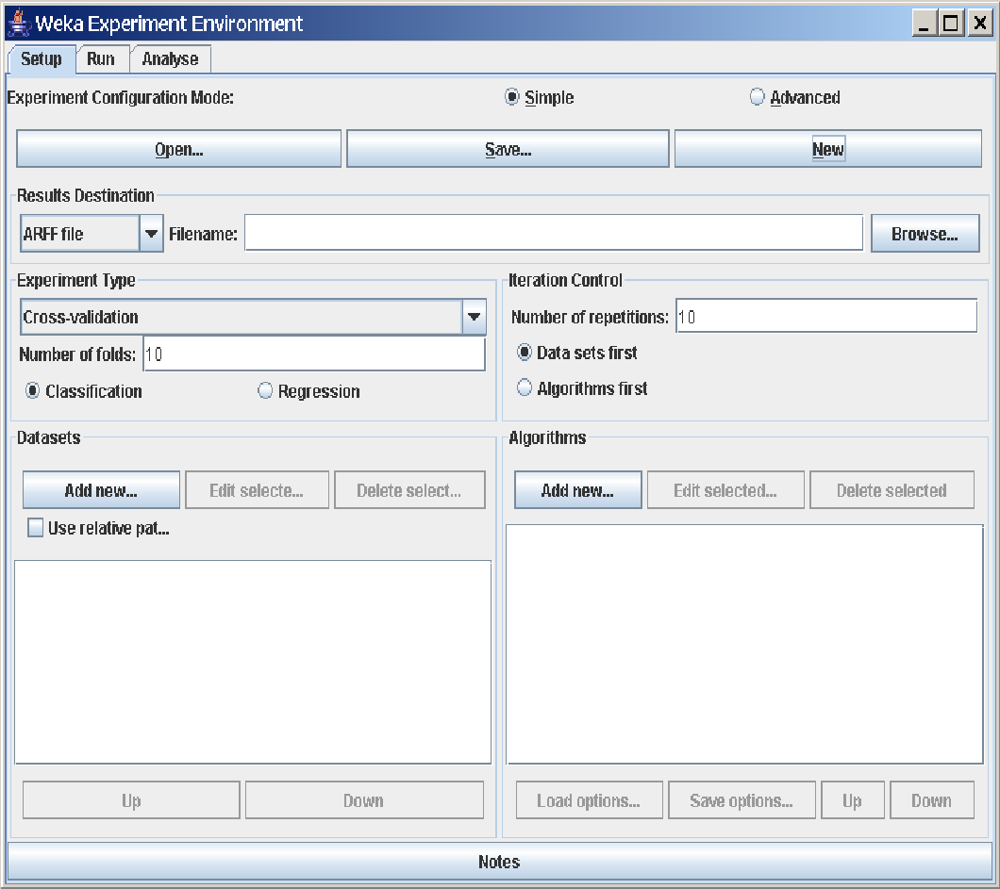 Weka Experiment Environment
Setup Run Analyse
Experiment Configuration Mode: Simple Advanced
Open... Save... New
Results Destination
ARFF file Filename: Browse...
Experiment Type Iteration Control
Cross-validation Number of repetitions: 10
Number of folds: 10 Data sets first
Classification Regression Algorithms first
Datasets Algorithms
Add new... Edit selecte... Delete select... Add new... Edit selected... Delete selected
Use relative pat...
Up Down Load options... Save options... Up Down
Notes